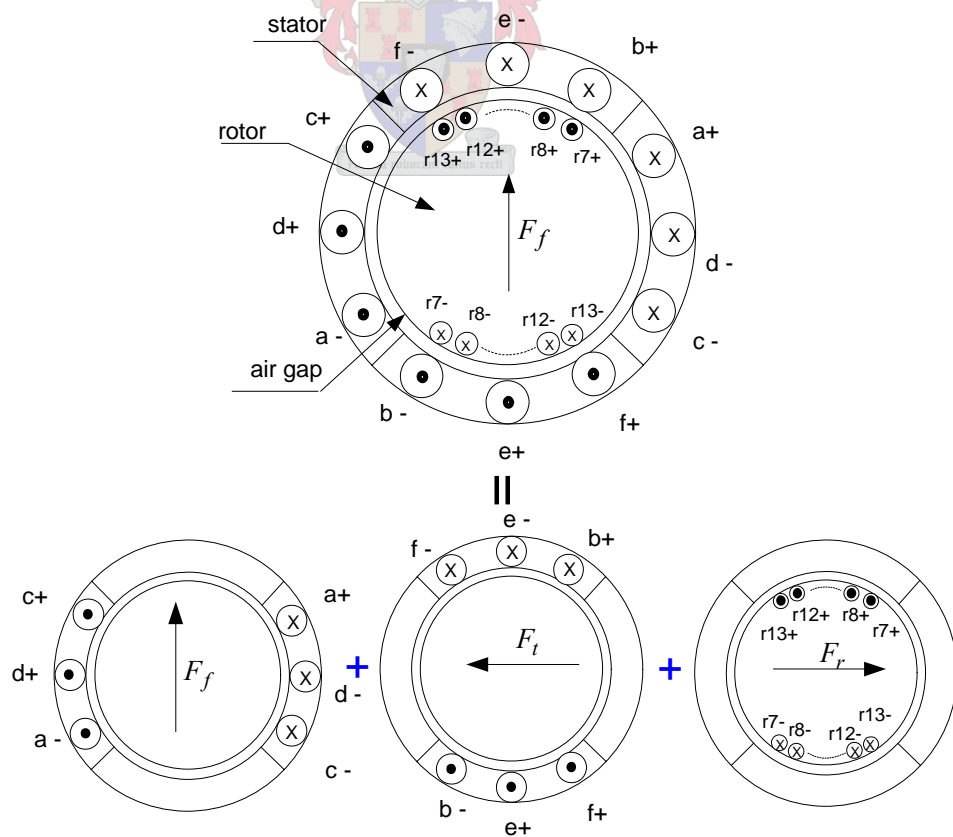 stator
e -
f -
b+
c+
a+
rotor
r13+
r12+
r8+
r7+
d+
F_f
d -
r7-
r8-
r12-
r13-
a -
c -
air gap
b -
f+
e+
=
e -
f -
b+
c+
a+
d+
F_f
d -
a -
c -
+
F_t
b -
e+
f+
+
r13+
r12+
r8+
r7+
F_r
r7-
r8-
r12-
r13-